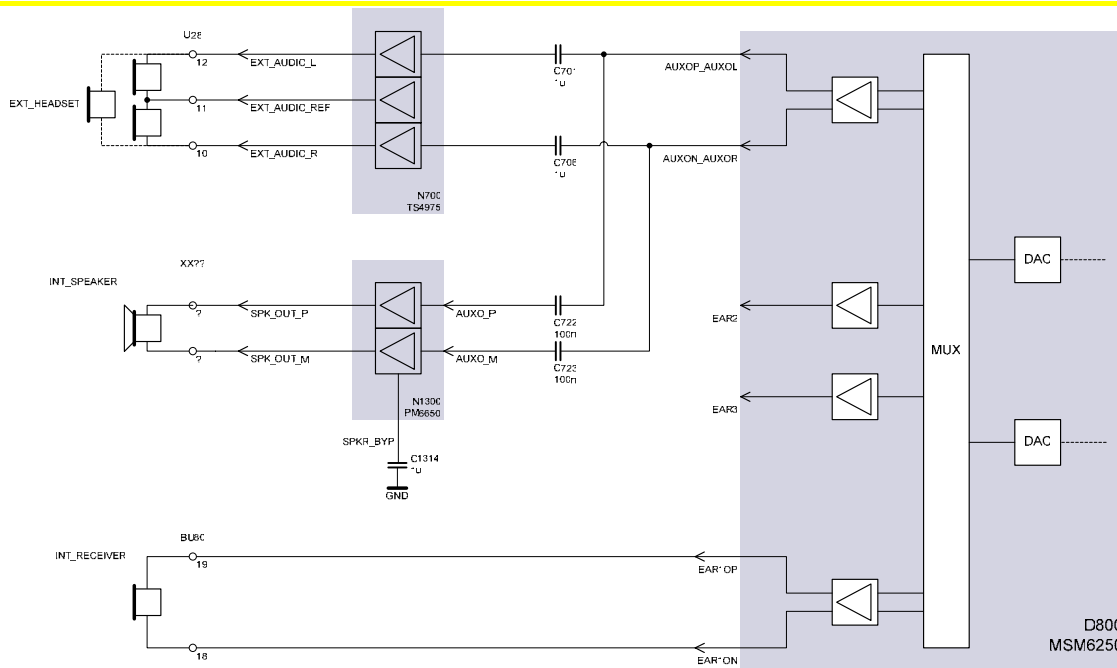 U28
12
EXT_AUDIO_L
C701
1u
AUXOP_AUXOL
EXT_HEADSET
11
EXT_AUDIO_REF
10
EXT_AUDIO_R
C706
1u
AUXON_AUXOR
N700
TS4975
XX??
INT_SPEAKER
DAC
?
SPK_OUT_P
AUXO_P
C722
100n
EAR2
?
SPK_OUT_M
AUXO_M
C723
100n
MUX
N1300
PM6650
EAR3
SPKR_BYP
C1314
1u
GND
DAC
BU80
INT_RECEIVER
19
EAR1OP
18
EAR1ON
D800
MSM6250